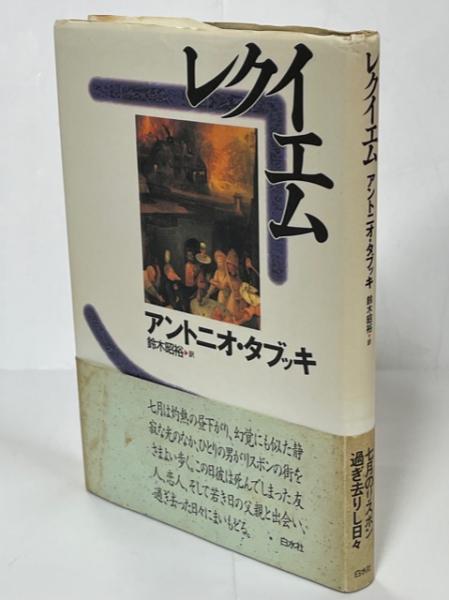 レクイエム
アントニオ・タブッキ
鈴木昭裕・訳
七月は灼熱の昼下がり、幻覚にも似た静
寂な光のなか、ひとりの男がリスボンの街を
さまよい歩く。この日彼は死んでしまった友
人、恋人、そして若き日の父親と出会い、
過ぎ去った日々にまいもどる。
白水社
レクイエム
アントニオ・タブッキ
鈴木昭裕・訳
七月のリスボン
過ぎ去りし日々
白水社